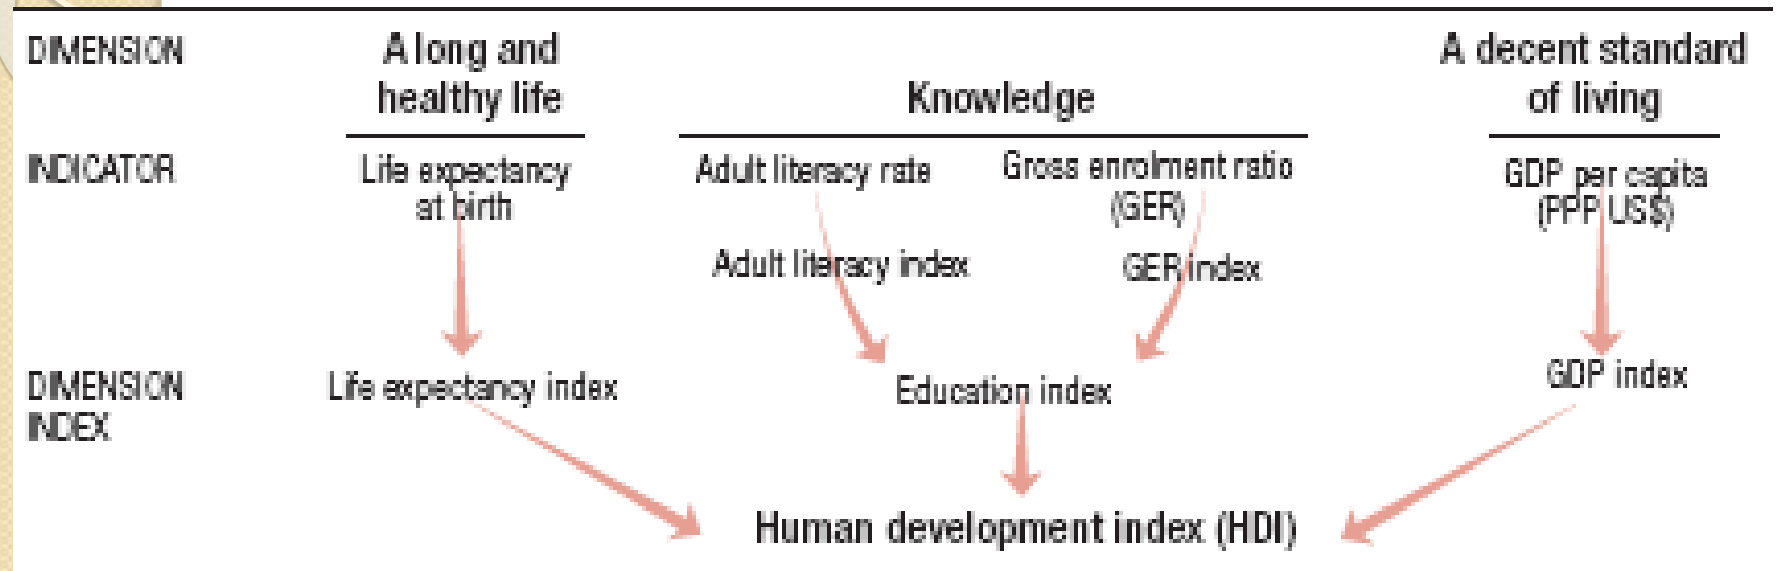 DIMENSION
A long and
healthy life
Knowledge
A decent standard
of living
INDICATOR
Life expectancy
at birth
Adult literacy rate
Gross enrolment ratio
(GER)
GDP per capita
(PPP US$)
Adult literacy index
GER index
DIMENSION
INDEX
Life expectancy index
Education index
GDP index
Human development index (HDI)